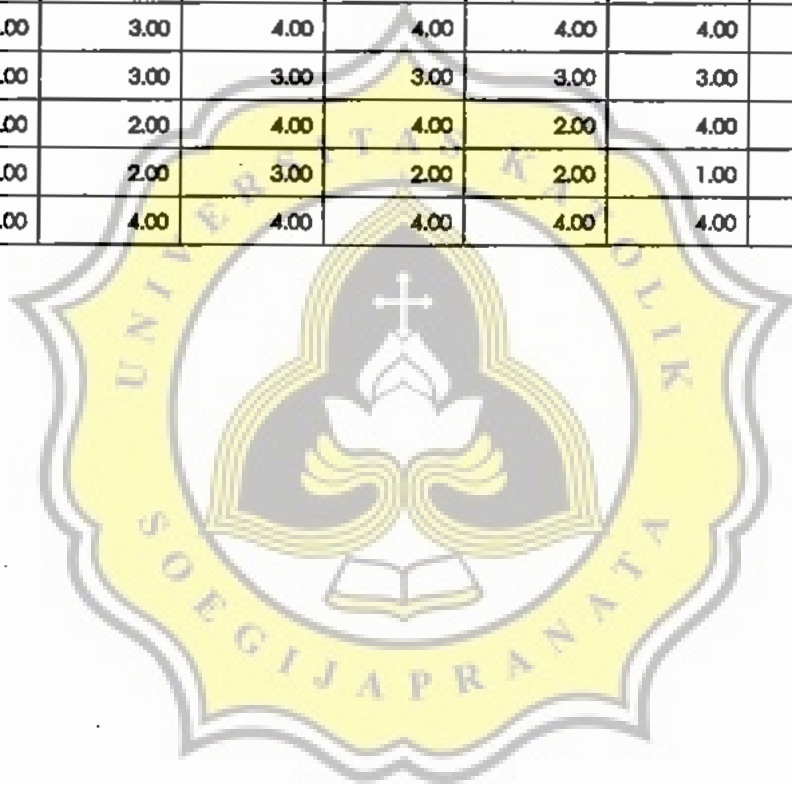 .00 3.00 4.00 4.00 4.00 4.00
.00 3.00 3.00 3.00 3.00 3.00
.00 2.00 4.00 4.00 2.00 4.00
.00 2.00 3.00 2.00 2.00 1.00
.00 4.00 4.00 4.00 4.00 4.00
UNIVERSITAS KATOLIK
SOEGIJAPRANATA